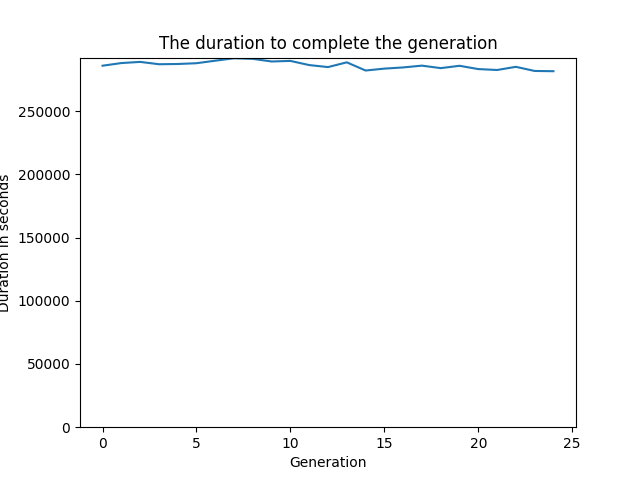 The duration to complete the generation
Duration in seconds
250000
200000
150000
100000
50000
0
0 5 10 15 20 25
Generation